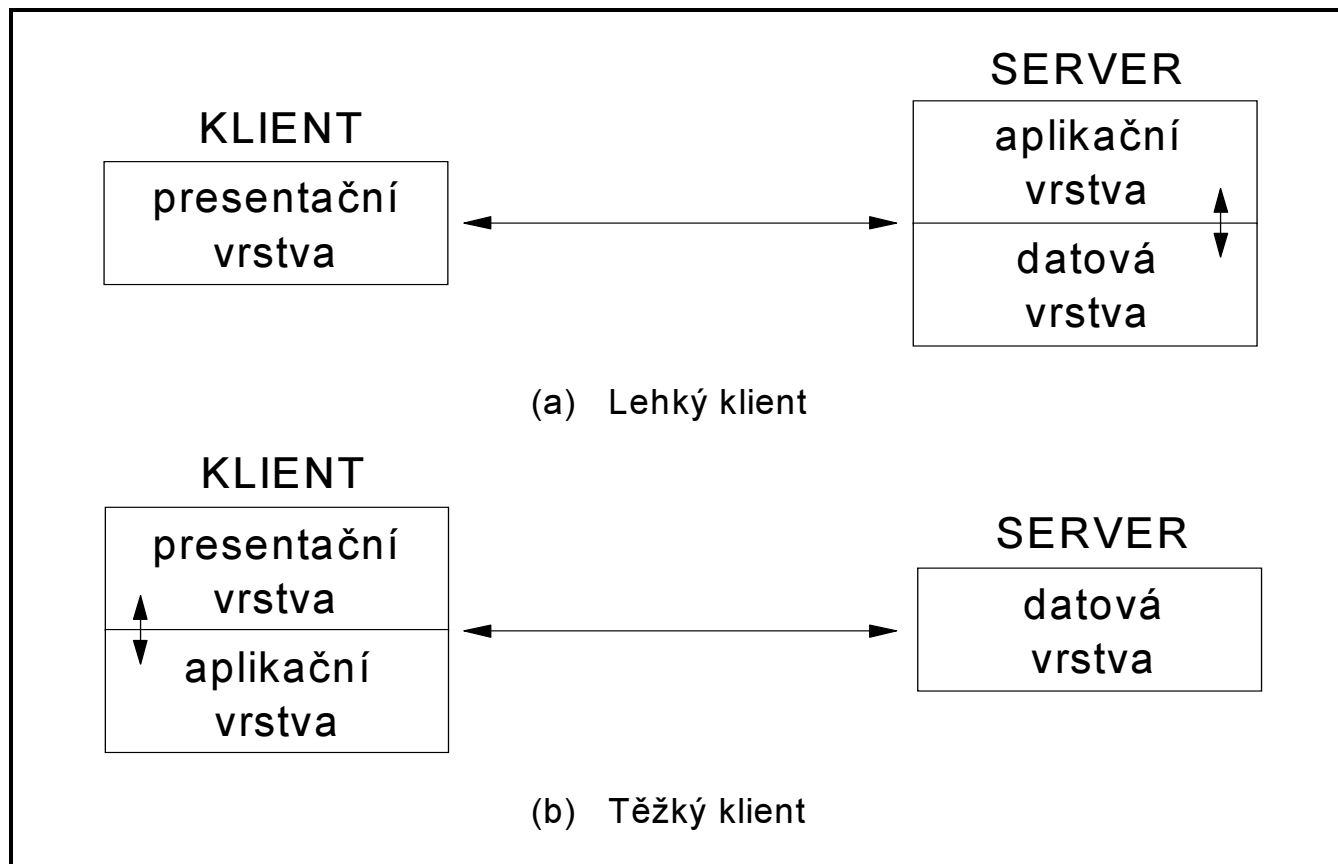 KLIENT
presentační
vrstva
SERVER
aplikační
vrstva
datová
vrstva
(a) Lehký klient
KLIENT
presentační
vrstva
aplikační
vrstva
SERVER
datová
vrstva
(b) Těžký klient